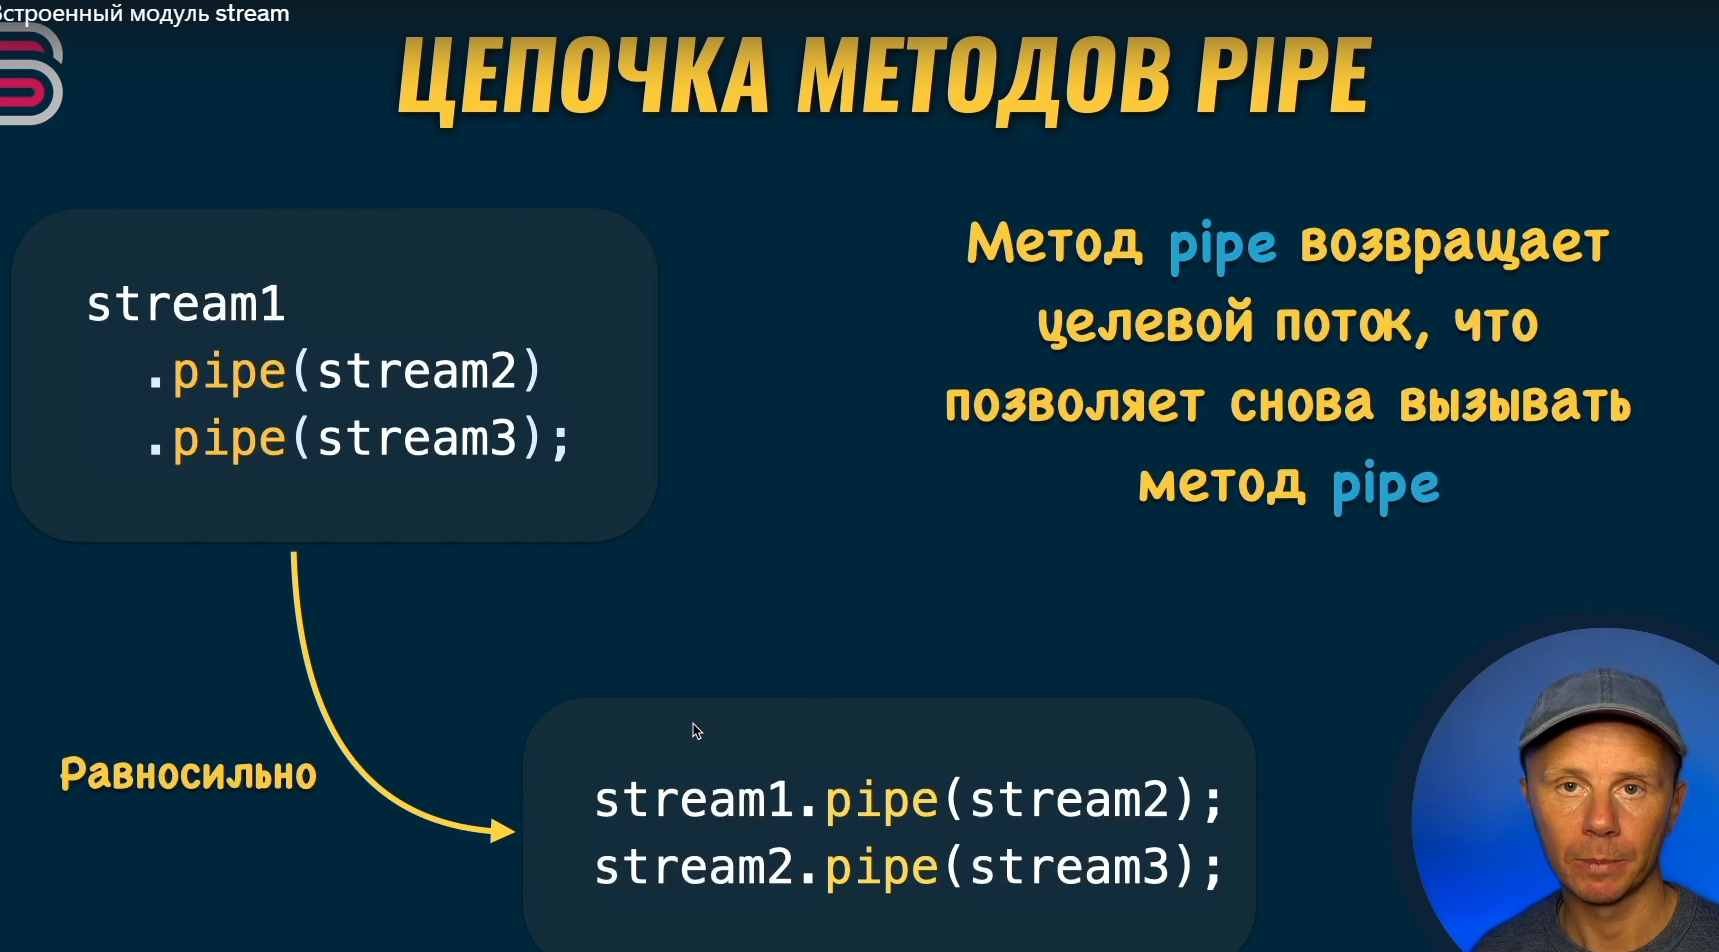 Встроенный модуль stream
ЦЕПОЧКА МЕТОДОВ PIPE
stream1
.pipe(stream2)
.pipe(stream3);
Метод pipe возвращает
целевой поток, что
позволяет снова вызывать
метод pipe
Равносильно
stream1.pipe(stream2);
stream2.pipe(stream3);